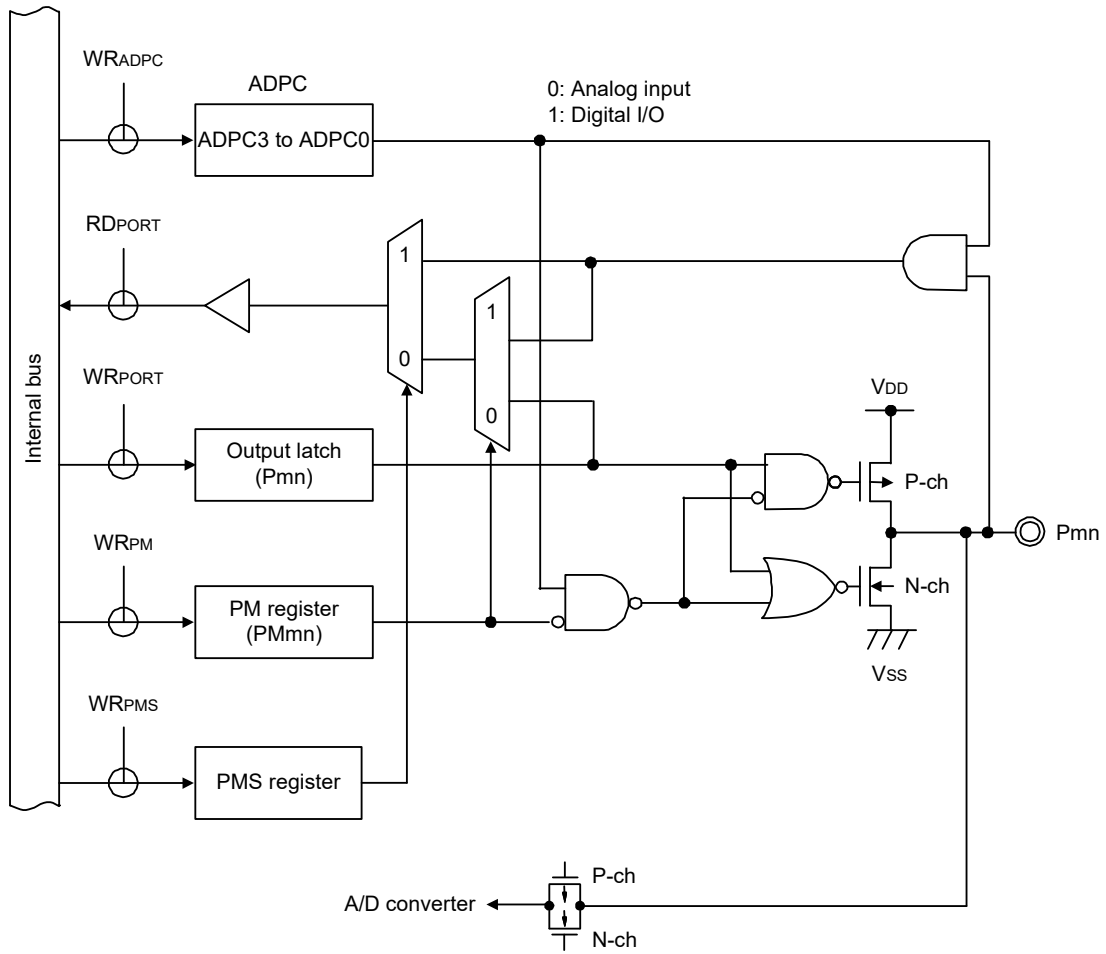 WRADPC
ADPC
0: Analog input
1: Digital I/O
ADPC3 to ADPC0
RDPORT
1
1
0
0
Internal bus
WRPORT
Output latch
(Pmn)
VDD
P-ch
Pmn
N-ch
VSS
WRPM
PM register
(PMmn)
WRPMS
PMS register
P-ch
A/D converter
N-ch